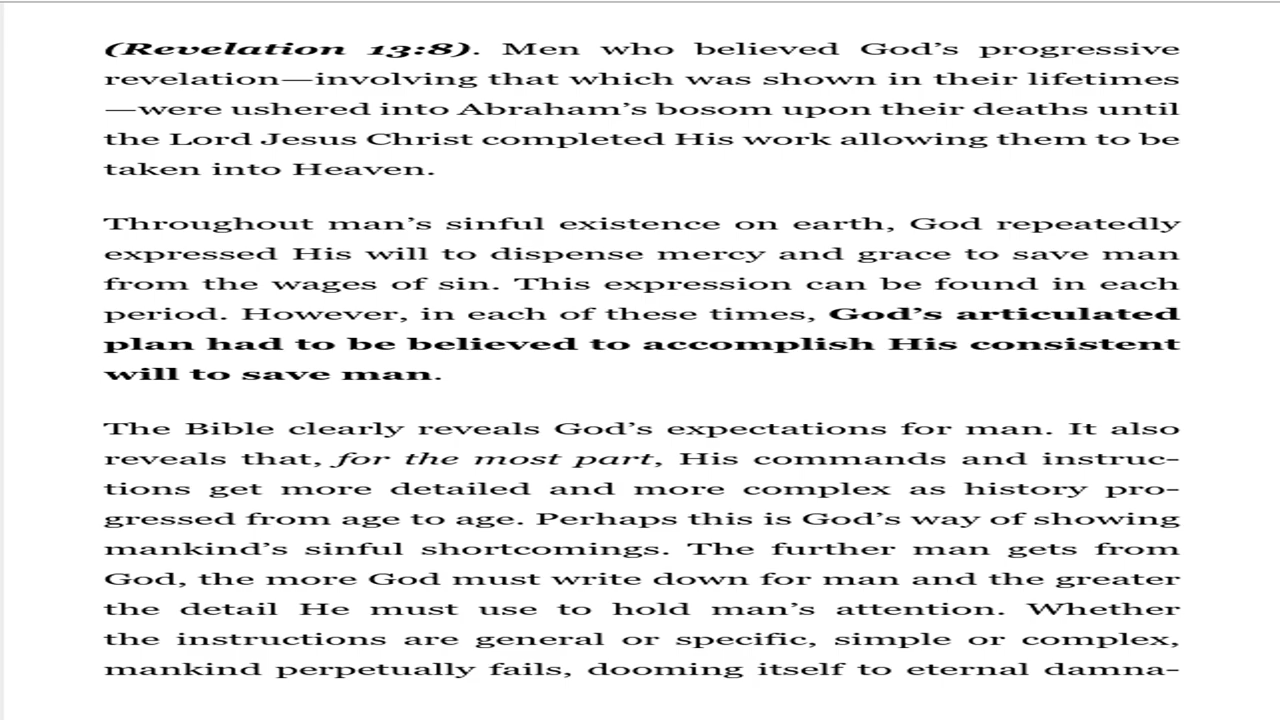 (Revelation 13:8). Men who believed God’s progressive
revelation—involving that which was shown in their lifetimes
—were ushered into Abraham’s bosom upon their deaths until
the Lord Jesus Christ completed His work allowing them to be
taken into Heaven.
Throughout man’s sinful existence on earth, God repeatedly
expressed His will to dispense mercy and grace to save man
from the wages of sin. This expression can be found in each
period. However, in each of these times, God’s articulated
plan had to be believed to accomplish His consistent
will to save man.
The Bible clearly reveals God’s expectations for man. It also
reveals that, for the most part, His commands and instruc-
tions get more detailed and more complex as history pro-
gressed from age to age. Perhaps this is God’s way of showing
mankind’s sinful shortcomings. The further man gets from
God, the more God must write down for man and the greater
the detail He must use to hold man’s attention. Whether
the instructions are general or specific, simple or complex,
mankind perpetually fails, dooming itself to eternal damna-